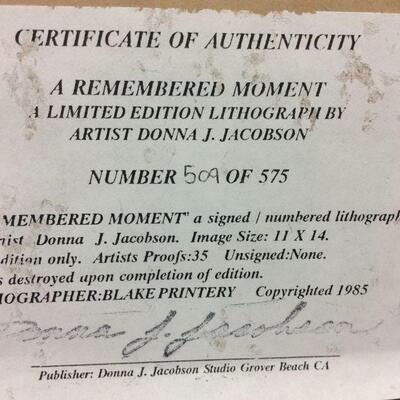 CERTIFICATE OF AUTHENTICITY
A REMEMBERED MOMENT
A LIMITED EDITION LITHOGRAPH BY
ARTIST DONNA J. JACOBSON
NUMBER 509 OF 575
MEMBERED MOMENT" a signed / numbered lithograph
nist Donna J. Jacobson. Image Size: 11 X 14.
dition only. Artists Proofs:35 Unsigned:None.
s destroyed upon completion of edition.
HOGRAPHER:BLAKE PRINTERY Copyrighted 1985
Donna J. Jacobson
Publisher: Donna J. Jacobson Studio Grover Beach CA